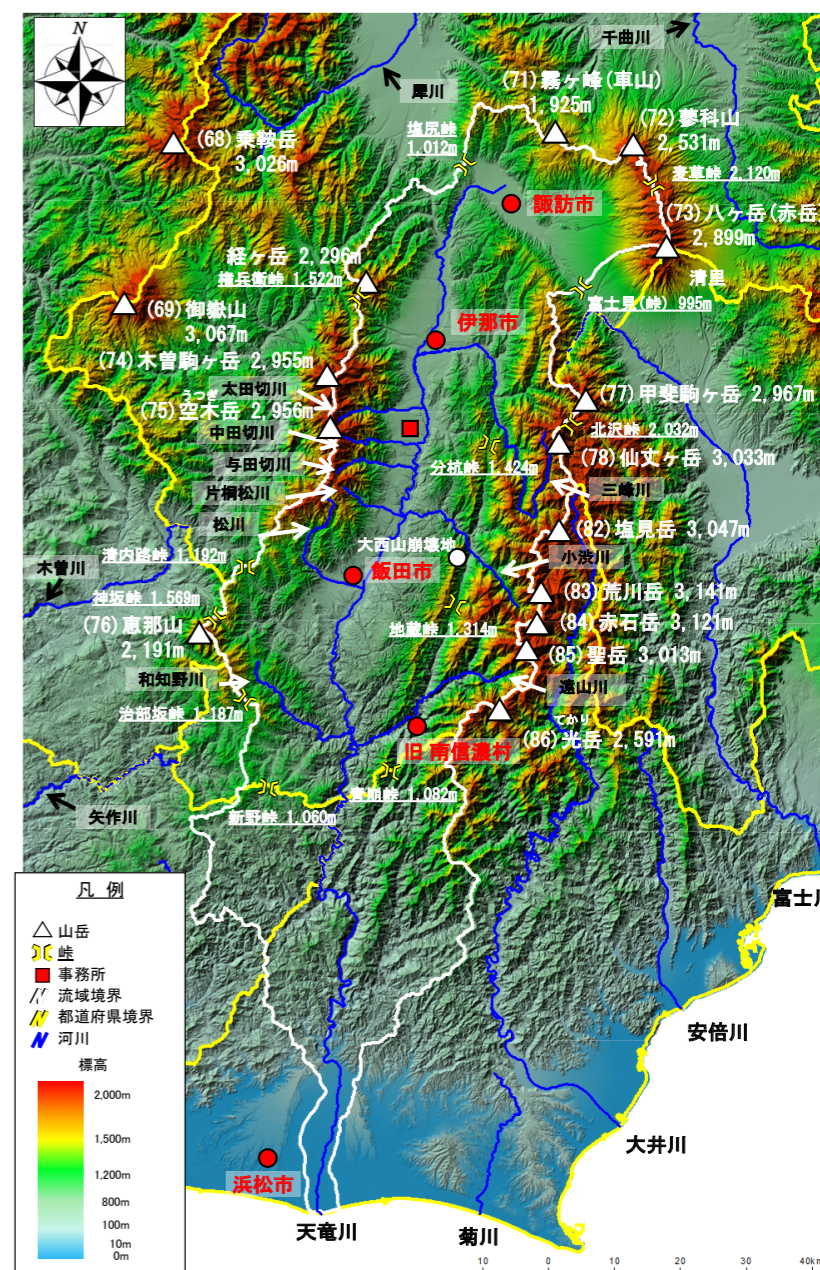 N
千曲川
犀川
(71)霧ヶ峰(車山)
1,925m
(72)蓼科山
2,531m
塩尻峠
1,012m
(68)乗鞍岳
3,026m
麦草峠 2,120m
諏訪市
(73)八ヶ岳(赤岳)
2,899m
経ヶ岳 2,296m
権兵衛峠 1,522m
清里
富士見(峠) 995m
(69)御嶽山
3,067m
伊那市
(74)木曽駒ヶ岳 2,955m
太田切川
うつぎ
(75)空木岳 2,956m
(77)甲斐駒ヶ岳 2,967m
北沢峠 2,032m
中田切川
(78)仙丈ヶ岳 3,033m
与田切川
分杭峠 1,424m
片桐松川
三峰川
松川
(82)塩見岳 3,047m
大西山崩壊地
清内路峠 1,192m
小渋川
木曽川
飯田市
神坂峠 1,569m
(83)荒川岳 3,141m
地蔵峠 1,314m
(84)赤石岳 3,121m
(76)恵那山
2,191m
(85)聖岳 3,013m
和知野川
遠山川
治部坂峠 1,187m
てかり
旧 南信濃村
(86)光岳 2,591m
青崩峠 1,082m
新野峠 1,060m
矢作川
富士川
凡 例
山岳
峠
事務所
流域境界
都道府県境界
河川
標高
2,000m
1,500m
1,200m
800m
100m
10m
0m
安倍川
大井川
浜松市
天竜川
菊川
10 0 10 20 30 40km